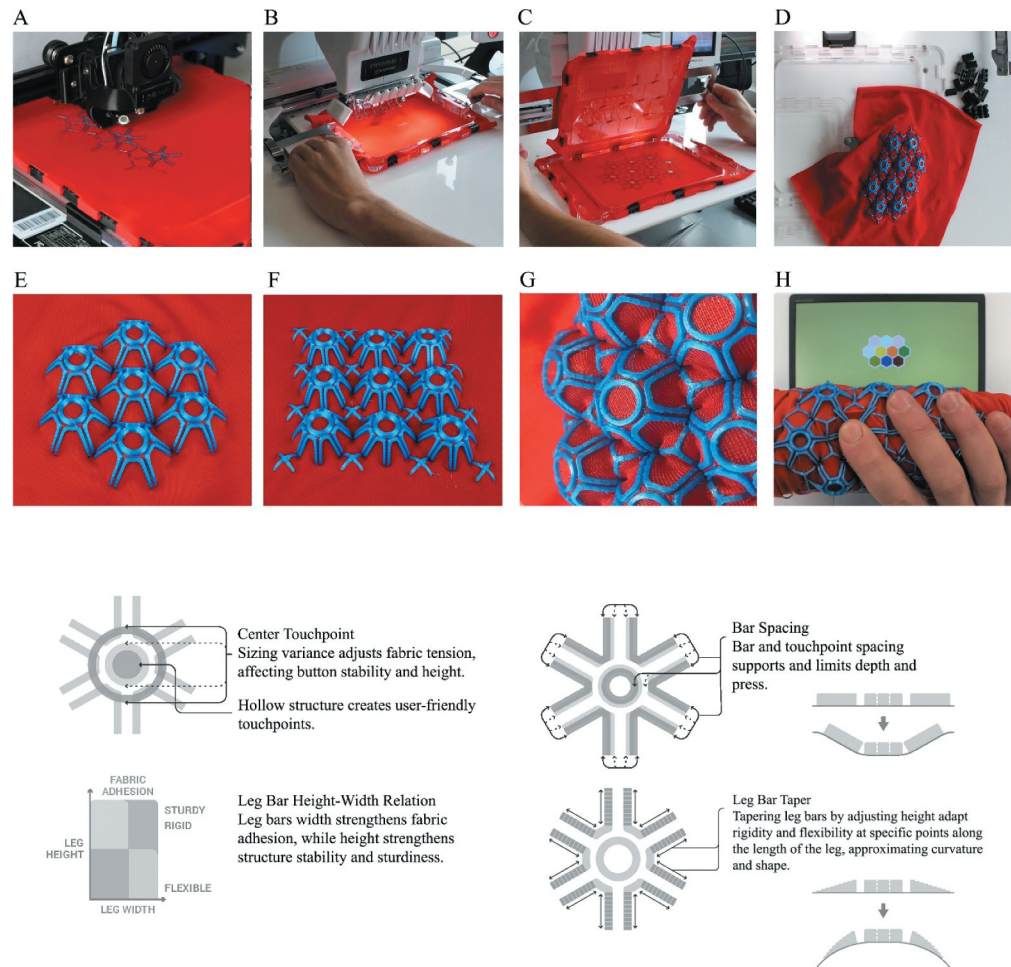 A
B
C
D
E
F
G
H
Center Touchpoint
Sizing variance adjusts fabric tension,
affecting button stability and height.
Hollow structure creates user-friendly
touchpoints.
Bar Spacing
Bar and touchpoint spacing
supports and limits depth and
press.
FABRIC
ADHESION
STURDY
RIGID
LEG
HEIGHT
FLEXIBLE
LEG WIDTH
Leg Bar Height-Width Relation
Leg bars width strengthens fabric
adhesion, while height strengthens
structure stability and sturdiness.
Leg Bar Taper
Tapering leg bars by adjusting height adapt
rigidity and flexibility at specific points along
the length of the leg, approximating curvature
and shape.